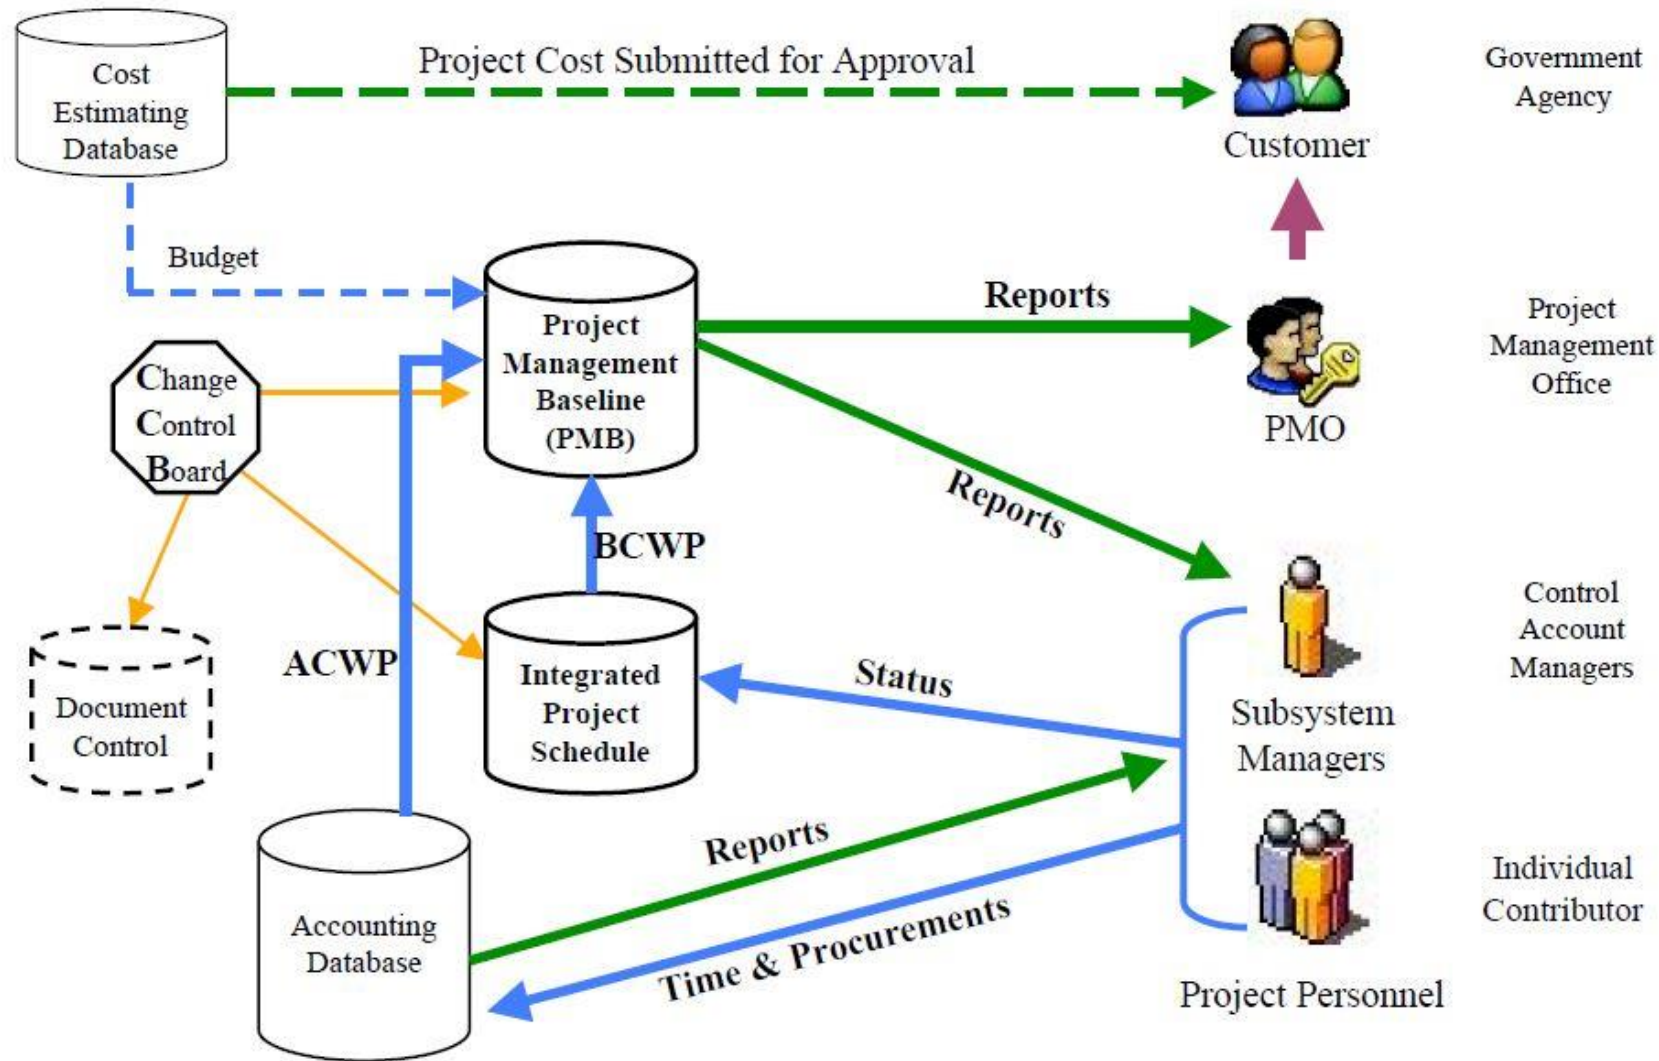 Cost
Estimating
Database
Project Cost Submitted for Approval
Customer
Government
Agency
Budget
Project
Management
Baseline
(PMB)
Reports
PMO
Project
Management
Office
Change
Control
Board
Reports
BCWP
ACWP
Document
Control
Integrated
Project
Schedule
Status
Subsystem
Managers
Control
Account
Managers
Accounting
Database
Reports
Time & Procurements
Project Personnel
Individual
Contributor